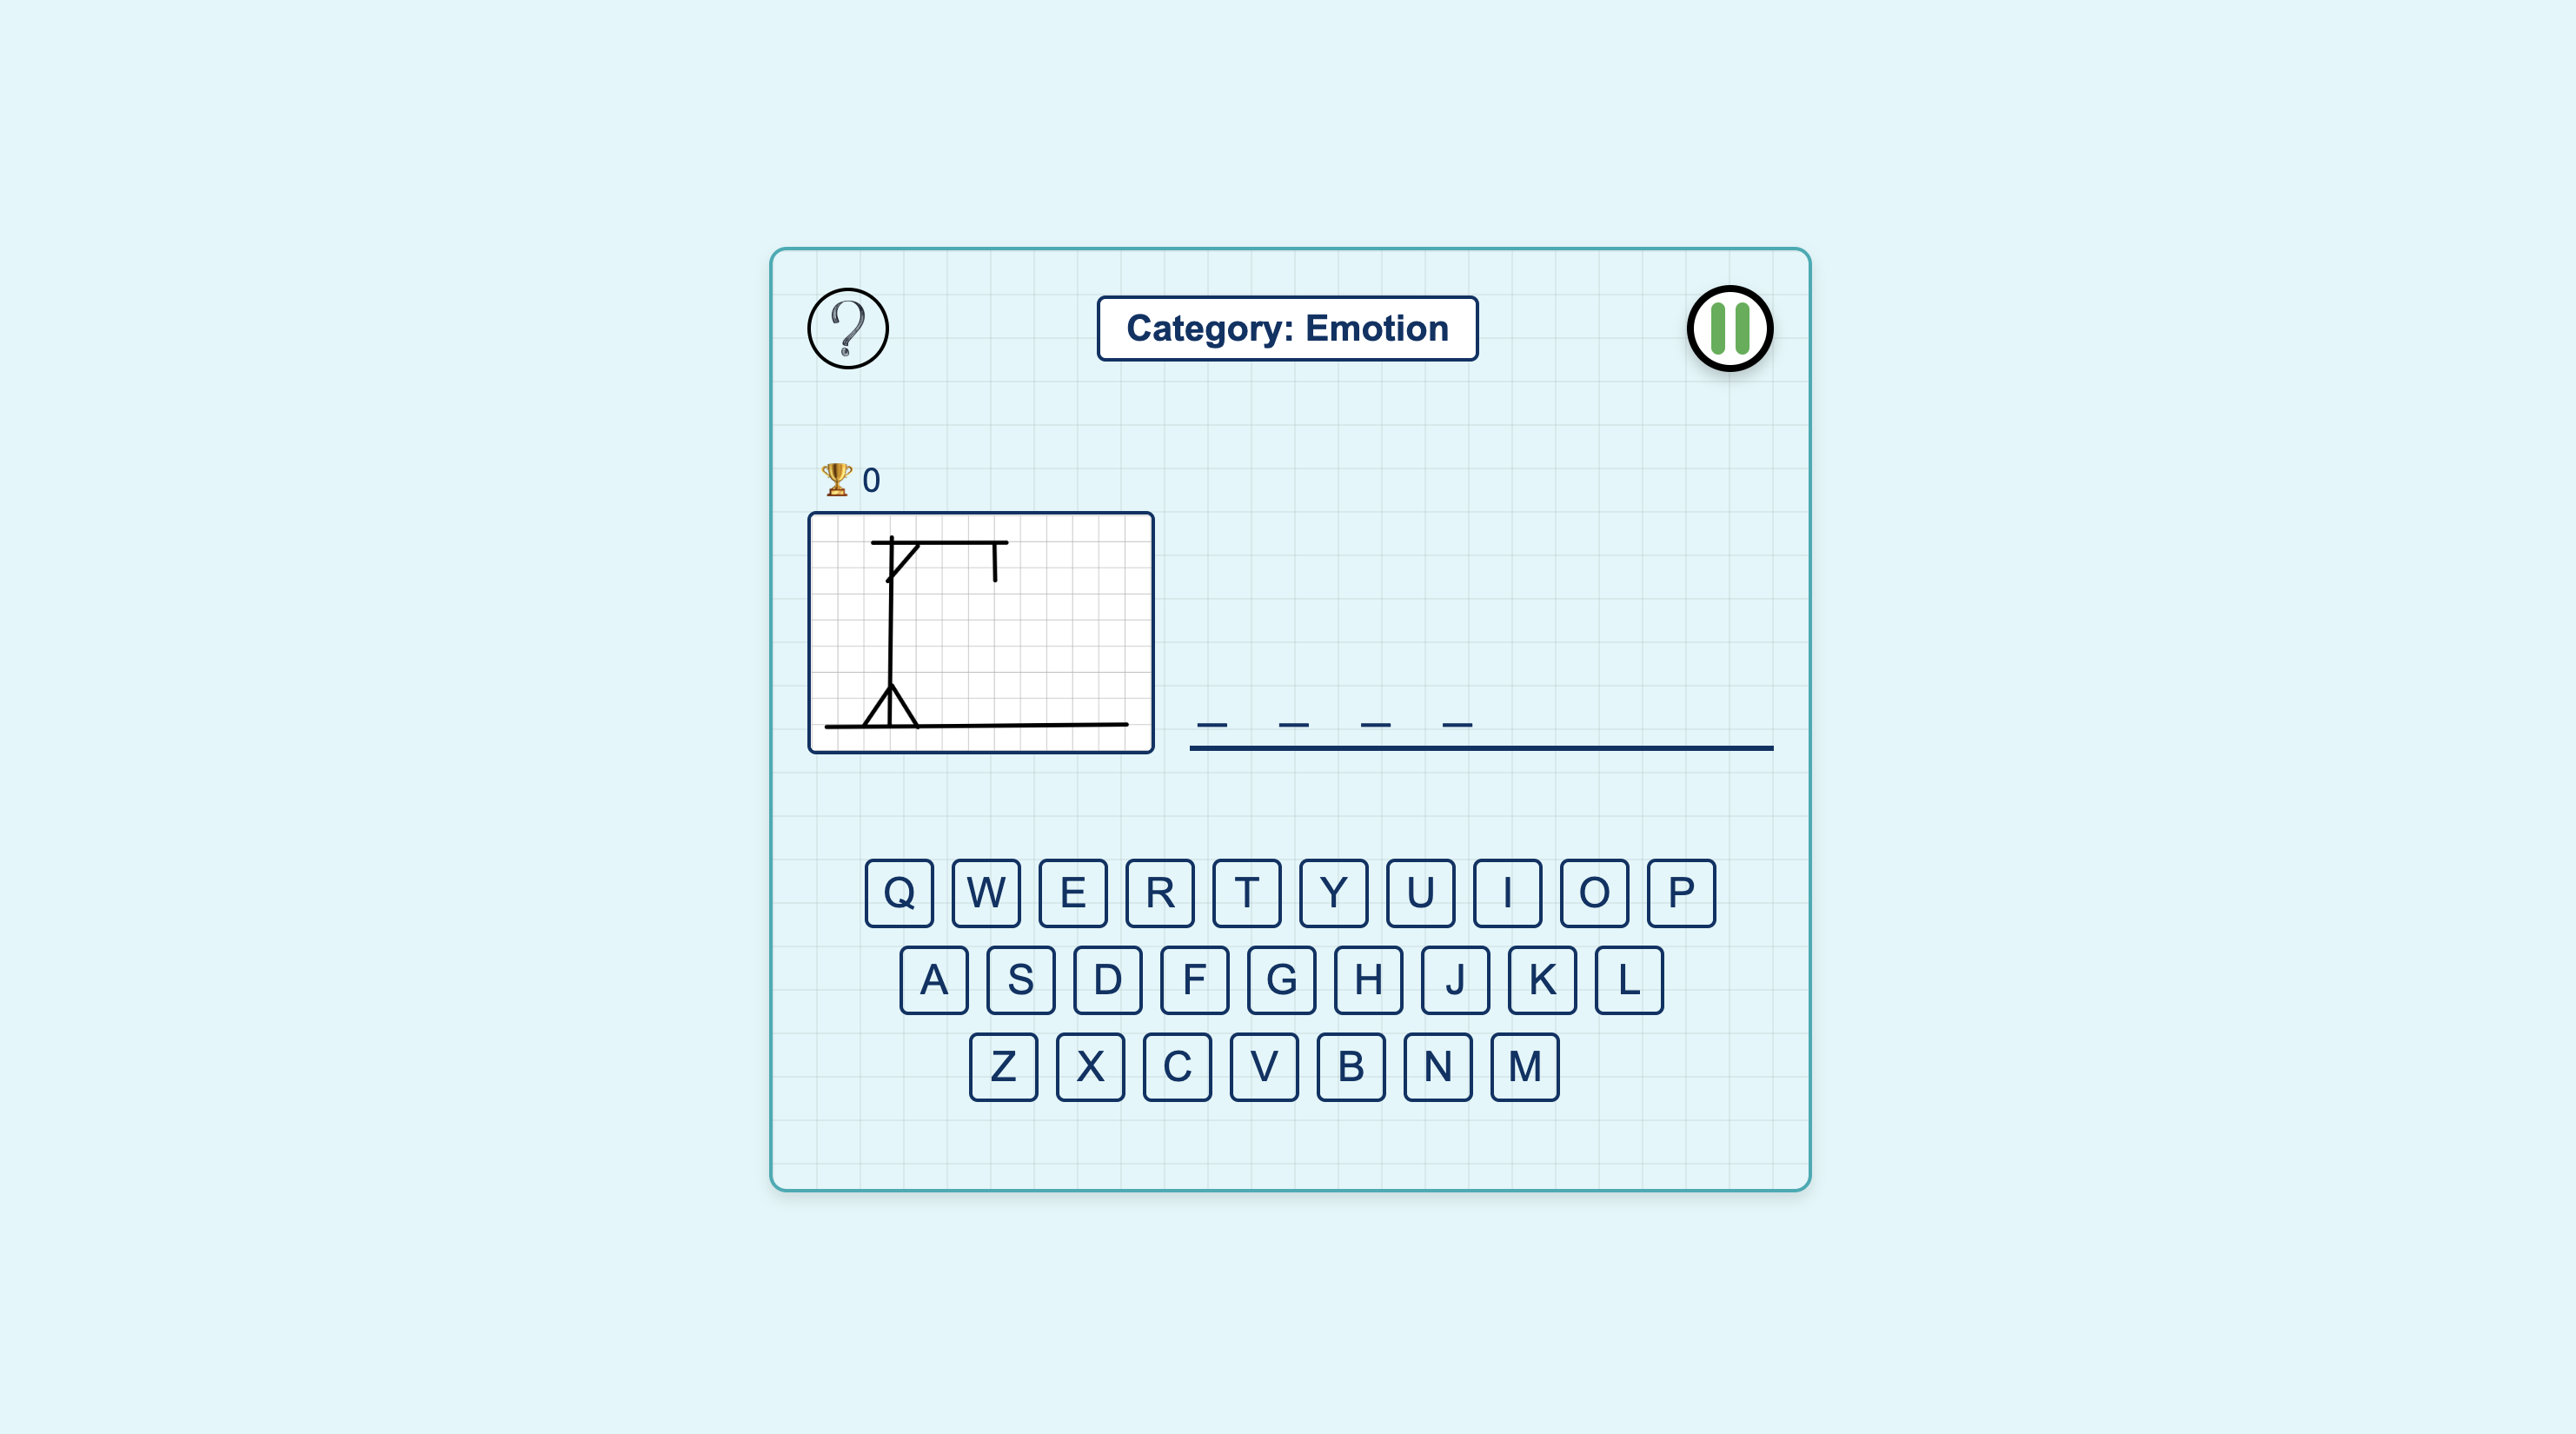 ❔ Category: Emotion
🏆 0
_ _ _ _
Q W E R T Y U I O P
A S D F G H J K L
Z X C V B N M